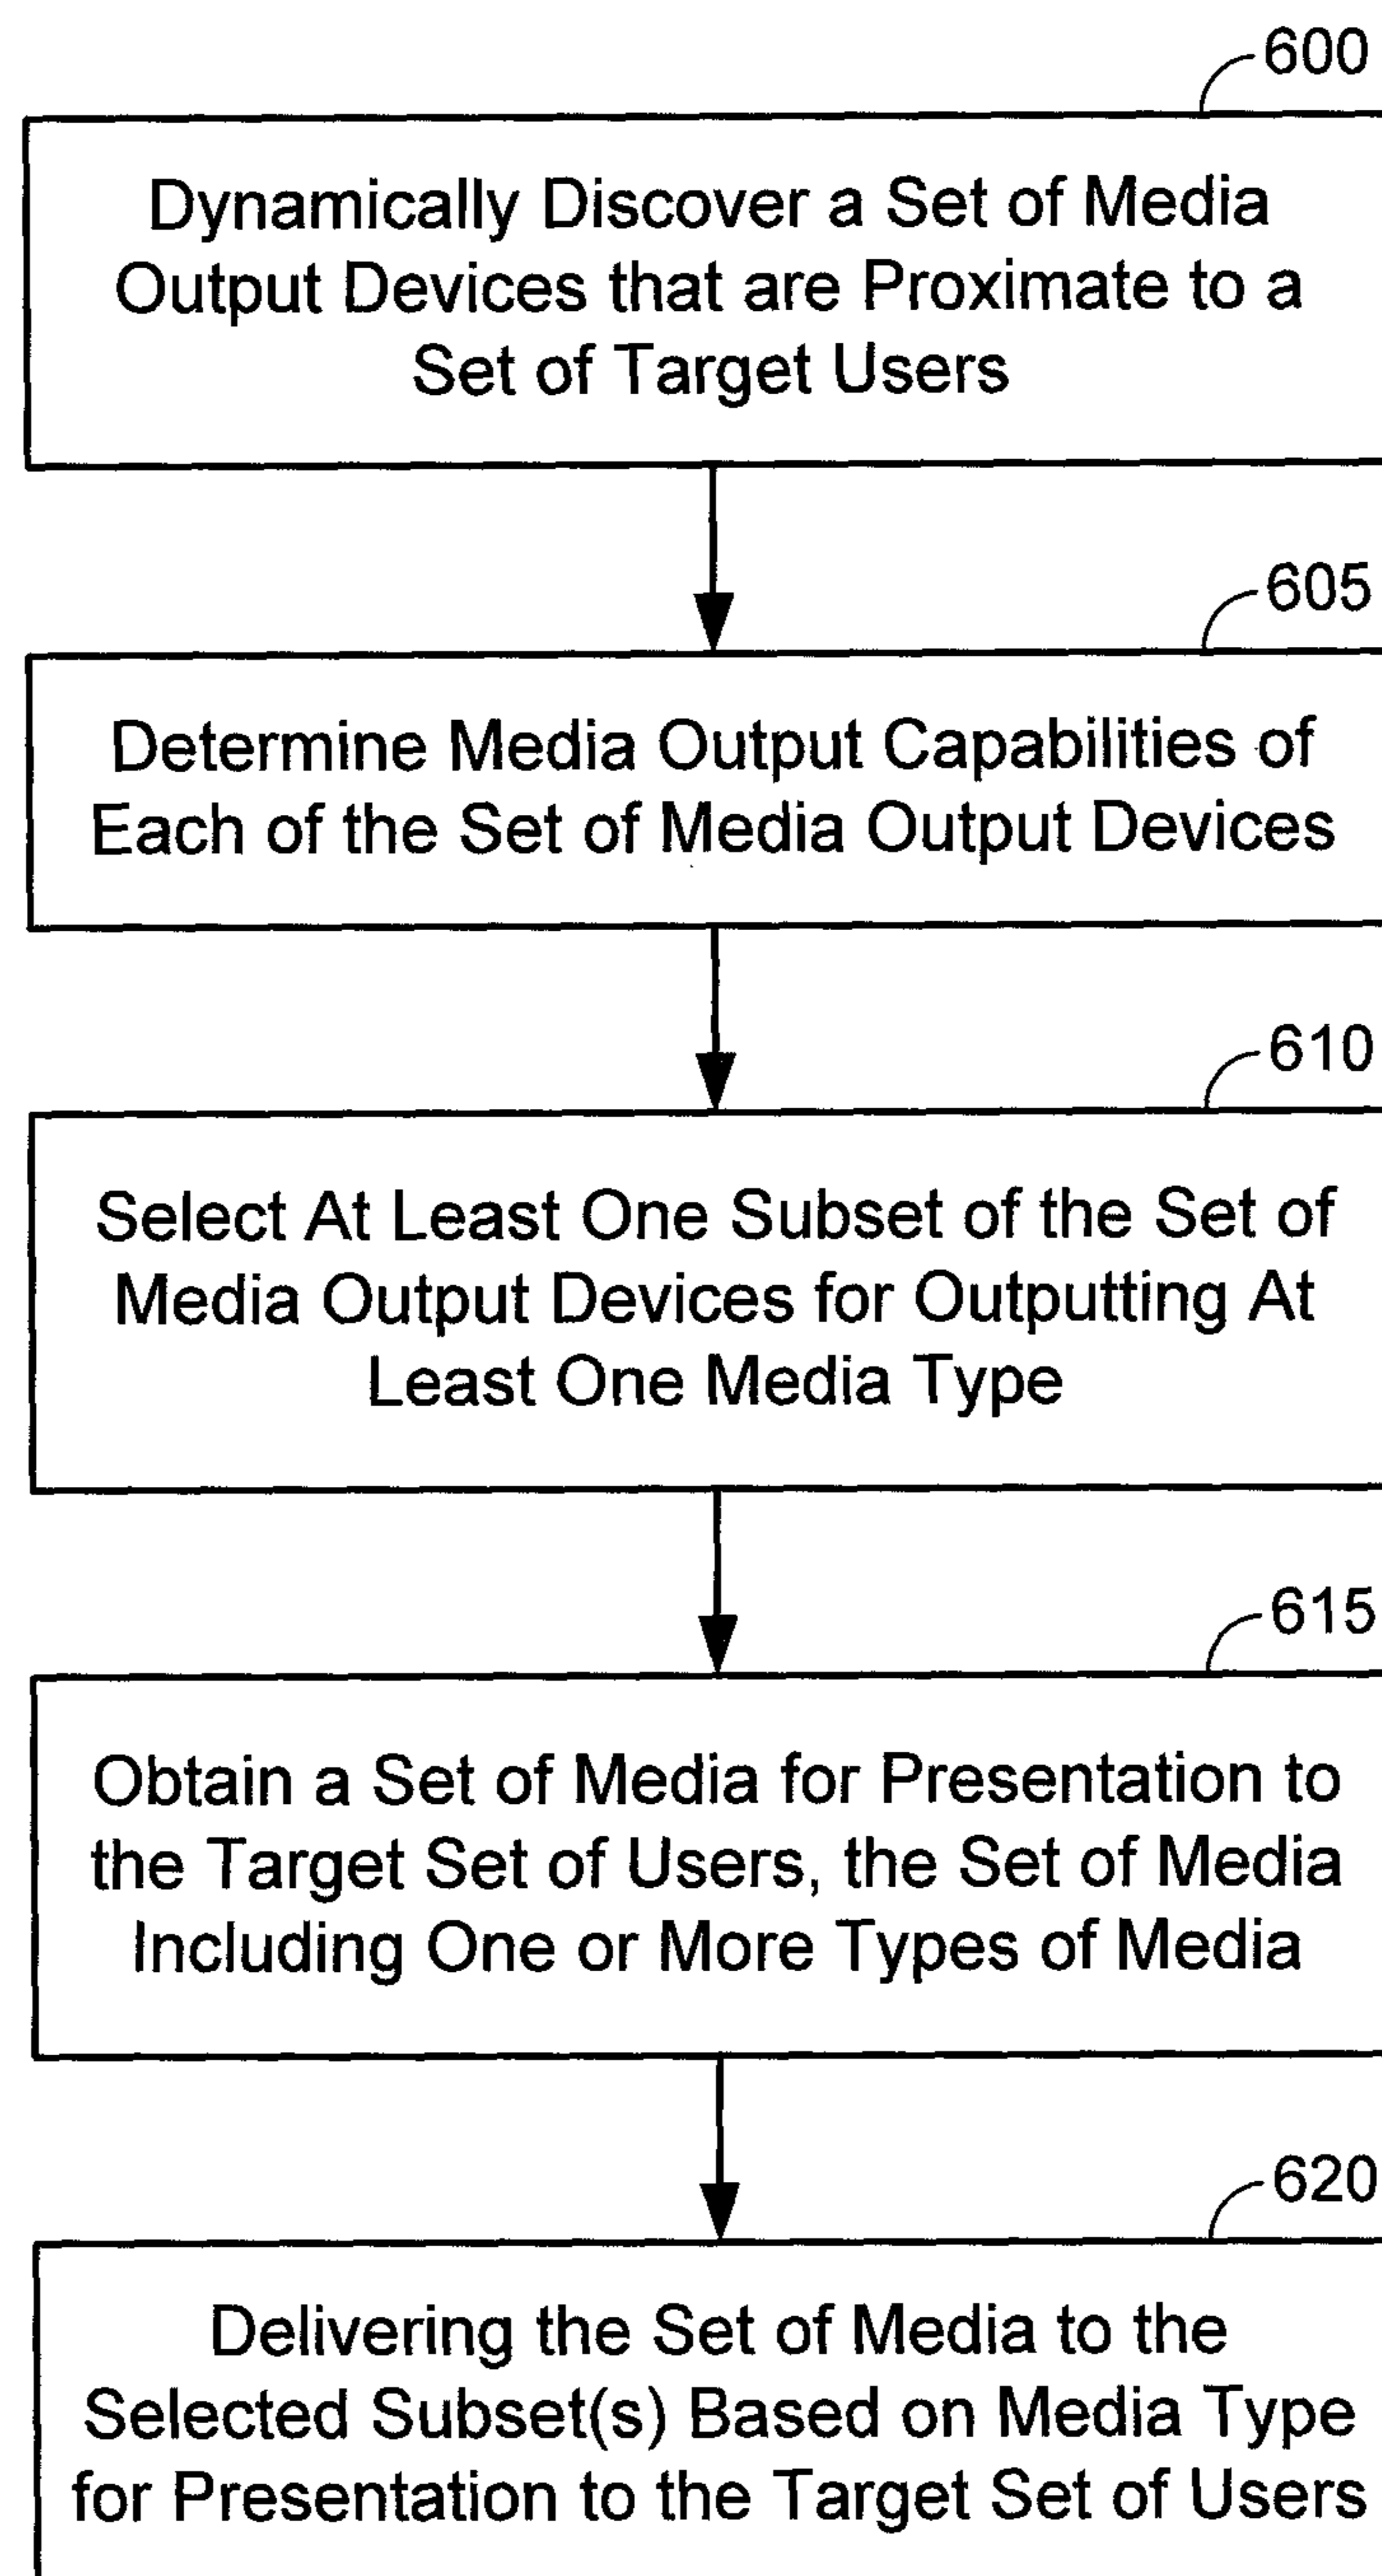 600
Dynamically Discover a Set of Media
Output Devices that are Proximate to a
Set of Target Users
605
Determine Media Output Capabilities of
Each of the Set of Media Output Devices
610
Select At Least One Subset of the Set of
Media Output Devices for Outputting At
Least One Media Type
615
Obtain a Set of Media for Presentation to
the Target Set of Users, the Set of Media
Including One or More Types of Media
620
Delivering the Set of Media to the
Selected Subset(s) Based on Media Type
for Presentation to the Target Set of Users